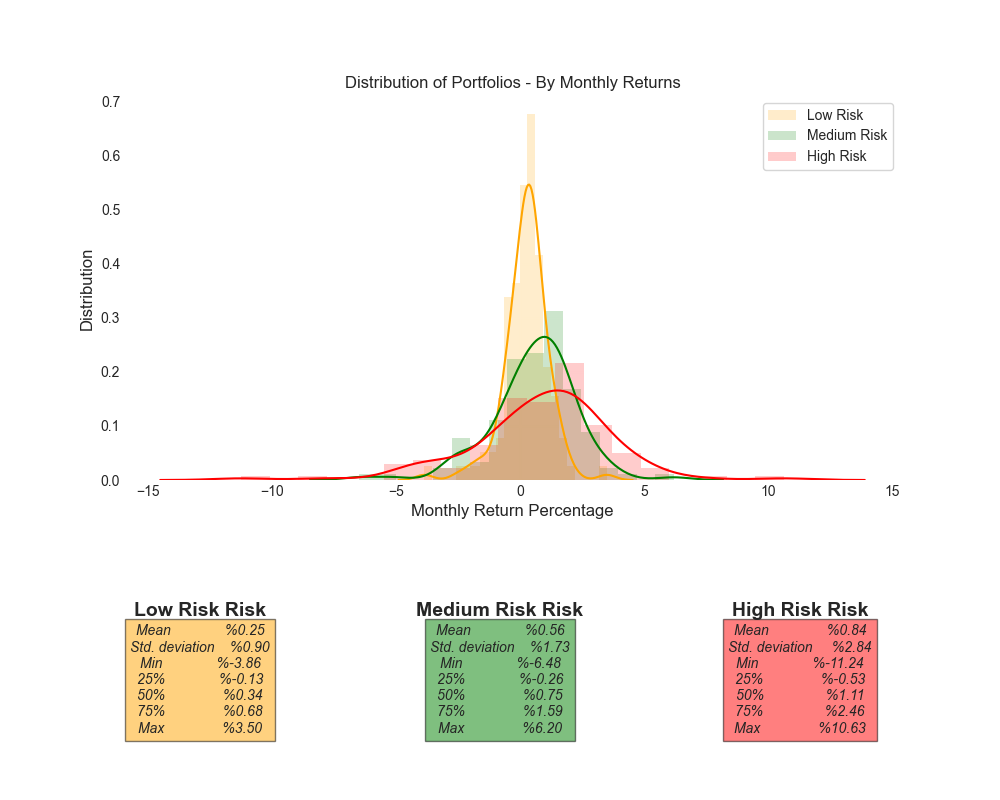 Distribution of Portfolios - By Monthly Returns
0.7
0.6
0.5
0.4
0.3
0.2
0.1
0.0
Distribution
Low Risk
Medium Risk
High Risk
−15 −10 −5 0 5 10 15
Monthly Return Percentage
Low Risk Risk
Mean %0.25
Std. deviation %0.90
Min %-3.86
25% %-0.13
50% %0.34
75% %0.68
Max %3.50
Medium Risk Risk
Mean %0.56
Std. deviation %1.73
Min %-6.48
25% %-0.26
50% %0.75
75% %1.59
Max %6.20
High Risk Risk
Mean %0.84
Std. deviation %2.84
Min %-11.24
25% %-0.53
50% %1.11
75% %2.46
Max %10.63